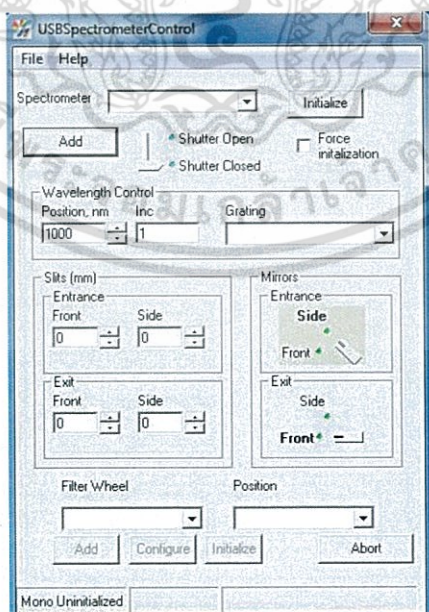 USBSpectrometerControl
File Help
Spectrometer Initialize
Add Shutter Open Force
Shutter Closed initalization
Wavelength Control
Position, nm Inc Grating
1000 1
Slits (mm) Mirrors
Entrance Entrance
Front Side Side
0 0 Front
Exit Exit
Front Side Side
0 0 Front
Filter Wheel Position
Add Configure Initialize Abort
Mono Uninitialized